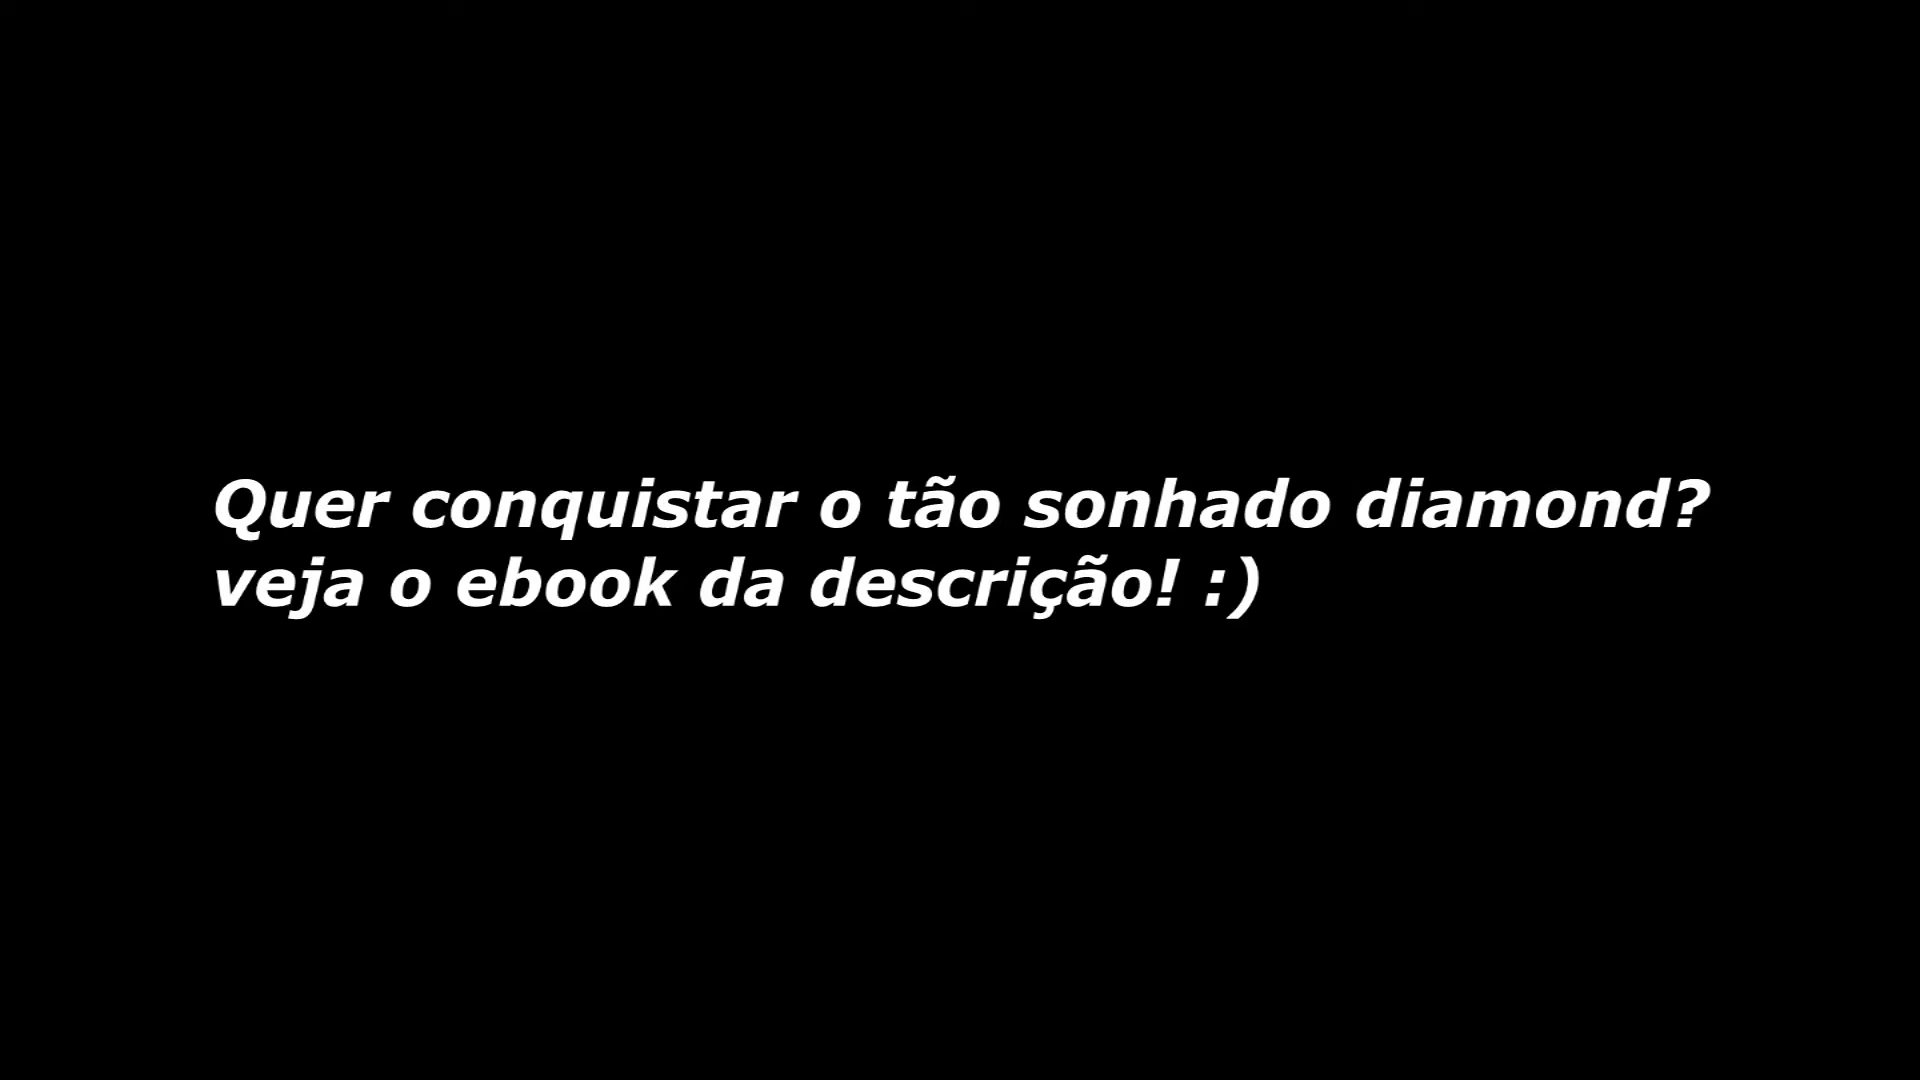 Quer conquistar o tão sonhado diamond?
veja o ebook da descrição! :)